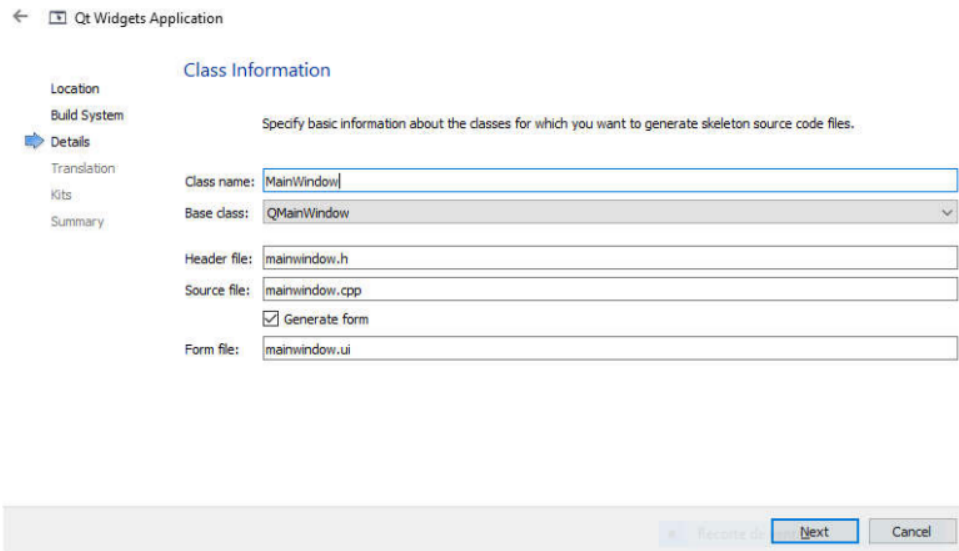 Qt Widgets Application
Class Information
Location
Build System
Details
Translation
Kits
Summary
Specify basic information about the classes for which you want to generate skeleton source code files.
Class name: MainWindow
Base class: QMainWindow
Header file: mainwindow.h
Source file: mainwindow.cpp
Generate form
Form file: mainwindow.ui
Recorte de
Next
Cancel